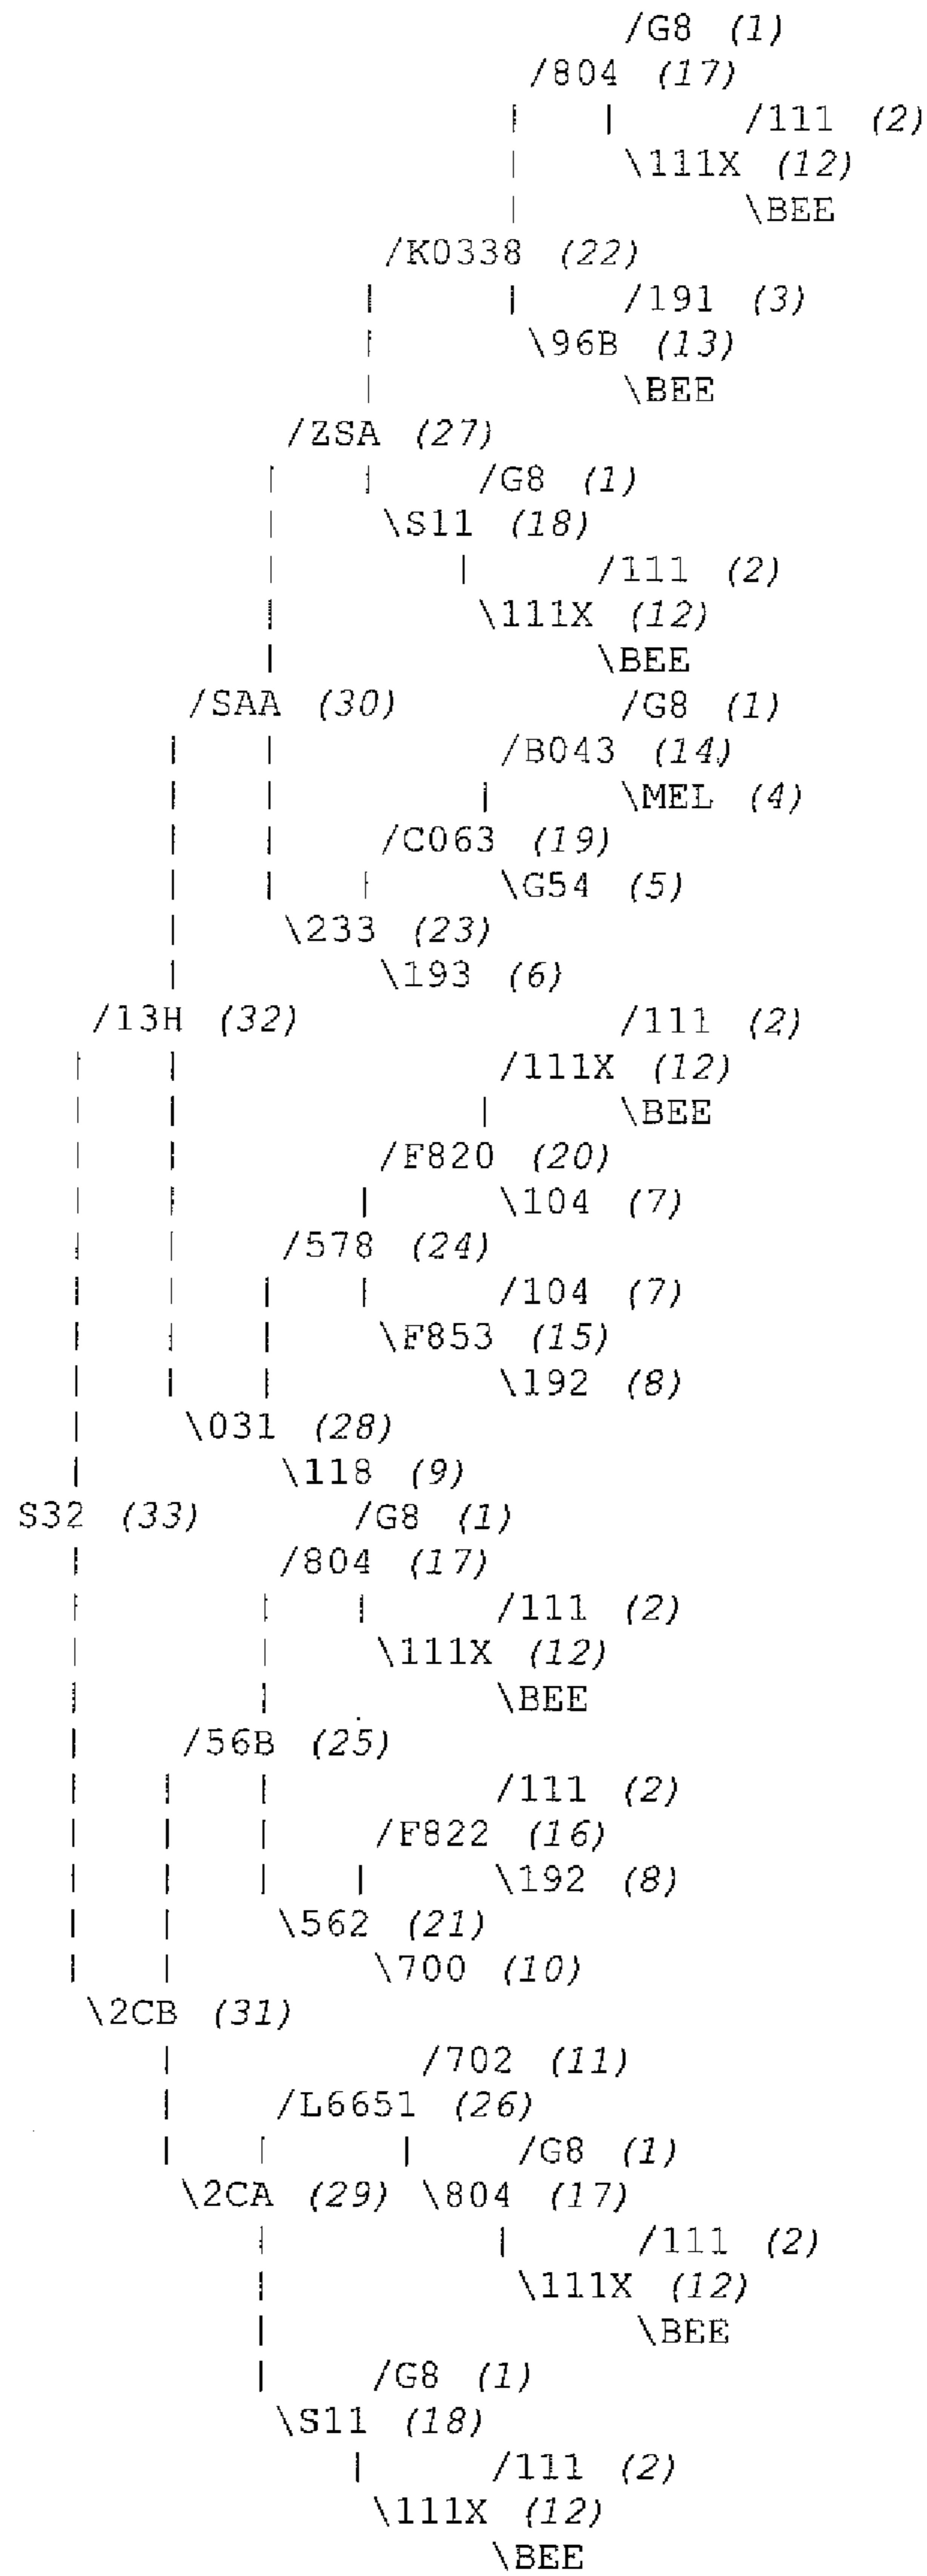 /G8 (1)
/804 (17)
| | /111 (2)
| \111X (12)
| \BEE
/K0338 (22)
| | /191 (3)
| \96B (13)
| \BEE
/ZSA (27)
| | /G8 (1)
| \S11 (18)
| | /111 (2)
| \111X (12)
| \BEE
/SAA (30) /G8 (1)
| | /B043 (14)
| | | \MEL (4)
| | /C063 (19)
| | | \G54 (5)
| \233 (23)
| \193 (6)
/13H (32) /111 (2)
| | /111X (12)
| | | \BEE
| | /F820 (20)
| | | \104 (7)
| | /578 (24)
| | | | /104 (7)
| | | \F853 (15)
| | | \192 (8)
| \031 (28)
| \118 (9)
S32 (33) /G8 (1)
| /804 (17)
| | | /111 (2)
| | \111X (12)
| | \BEE
| /56B (25)
| | | /111 (2)
| | | /F822 (16)
| | | | \192 (8)
| | \562 (21)
| | \700 (10)
\2CB (31)
| /702 (11)
| /L6651 (26)
| | | /G8 (1)
\2CA (29) \804 (17)
| | /111 (2)
| \111X (12)
| \BEE
| /G8 (1)
\S11 (18)
| /111 (2)
\111X (12)
\BEE